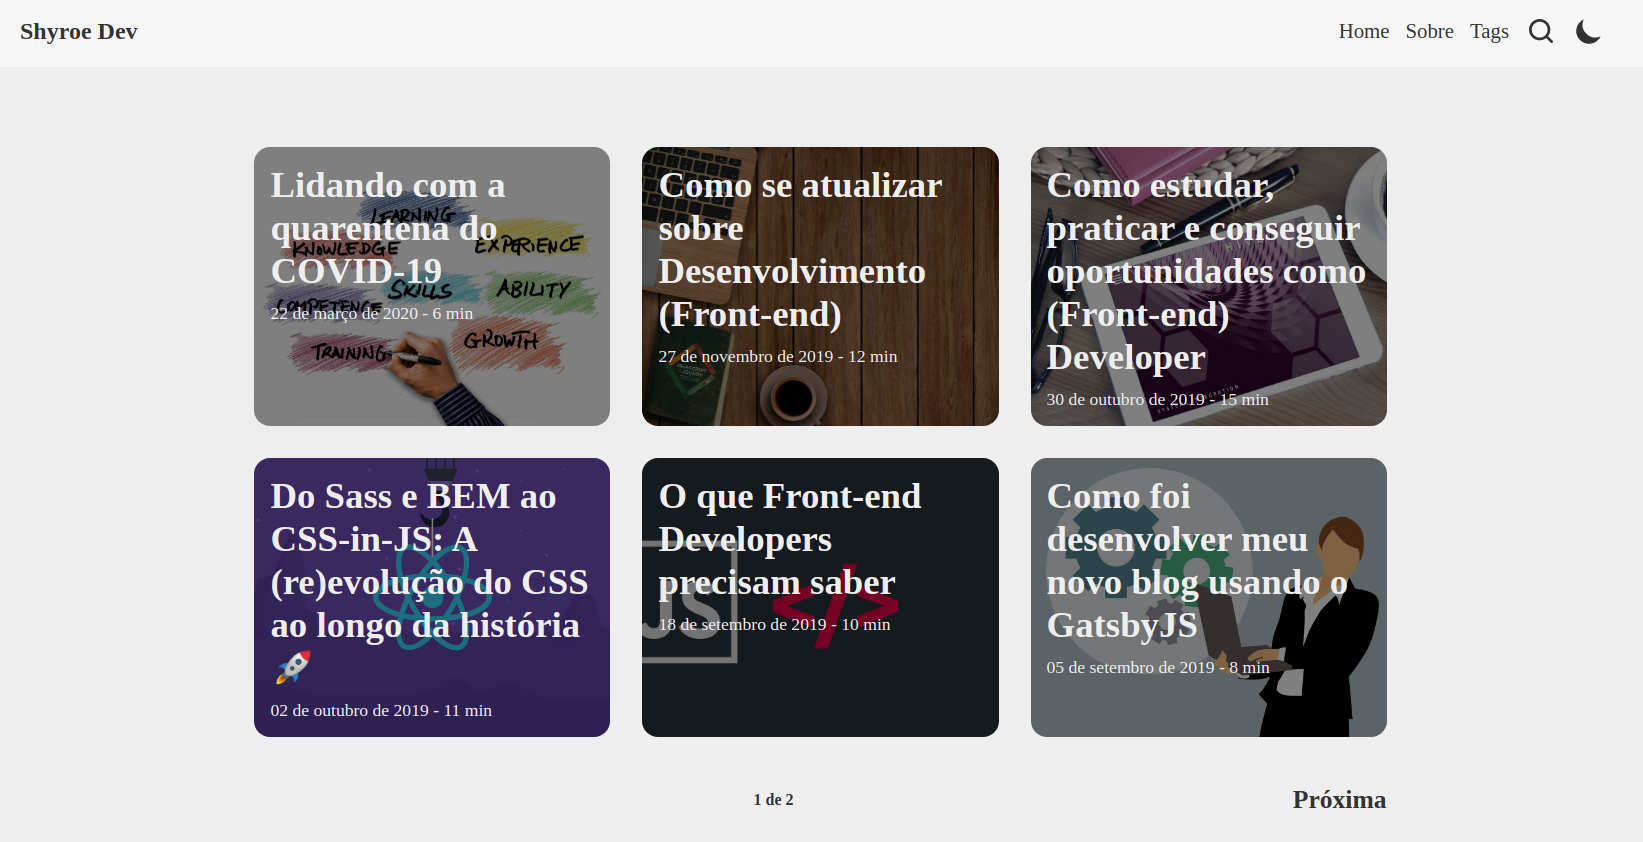 Shyroe Dev
Home
Sobre
Tags
Lidando com a
quarentena do
COVID-19
22 de março de 2020 - 6 min
LEARNING
KNOWLEDGE
EXPERIENCE
COMPETENCE
SKILLS
ABILITY
TRAINING
GROWTH
Como se atualizar
sobre
Desenvolvimento
(Front-end)
27 de novembro de 2019 - 12 min
JAVASCRIPT
Como estudar,
praticar e conseguir
oportunidades como
(Front-end)
Developer
30 de outubro de 2019 - 15 min
Do Sass e BEM ao
CSS-in-JS: A
(re)evolução do CSS
ao longo da história
🚀
02 de outubro de 2019 - 11 min
O que Front-end
Developers
precisam saber
18 de setembro de 2019 - 10 min
JS
</>
Como foi
desenvolver meu
novo blog usando o
GatsbyJS
05 de setembro de 2019 - 8 min
1 de 2
Próxima